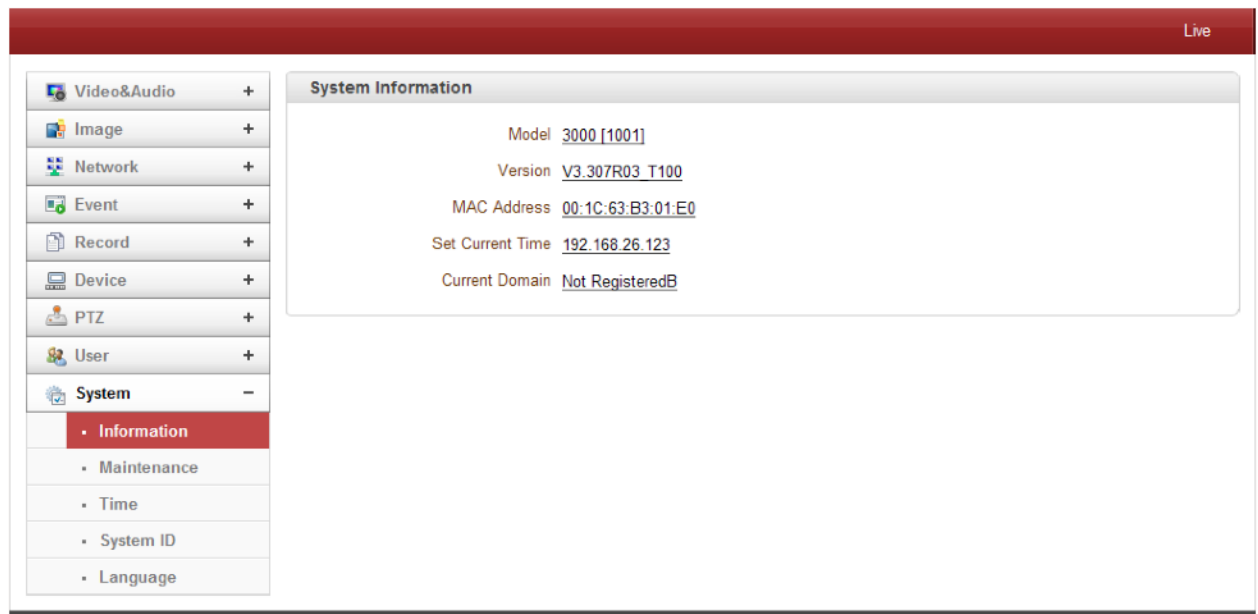 Live
Video&Audio +
Image +
Network +
Event +
Record +
Device +
PTZ +
User +
System −
Information
Maintenance
Time
System ID
Language
System Information
Model 3000 [1001]
Version V3.307R03_T100
MAC Address 00:1C:63:B3:01:E0
Set Current Time 192.168.26.123
Current Domain Not RegisteredB